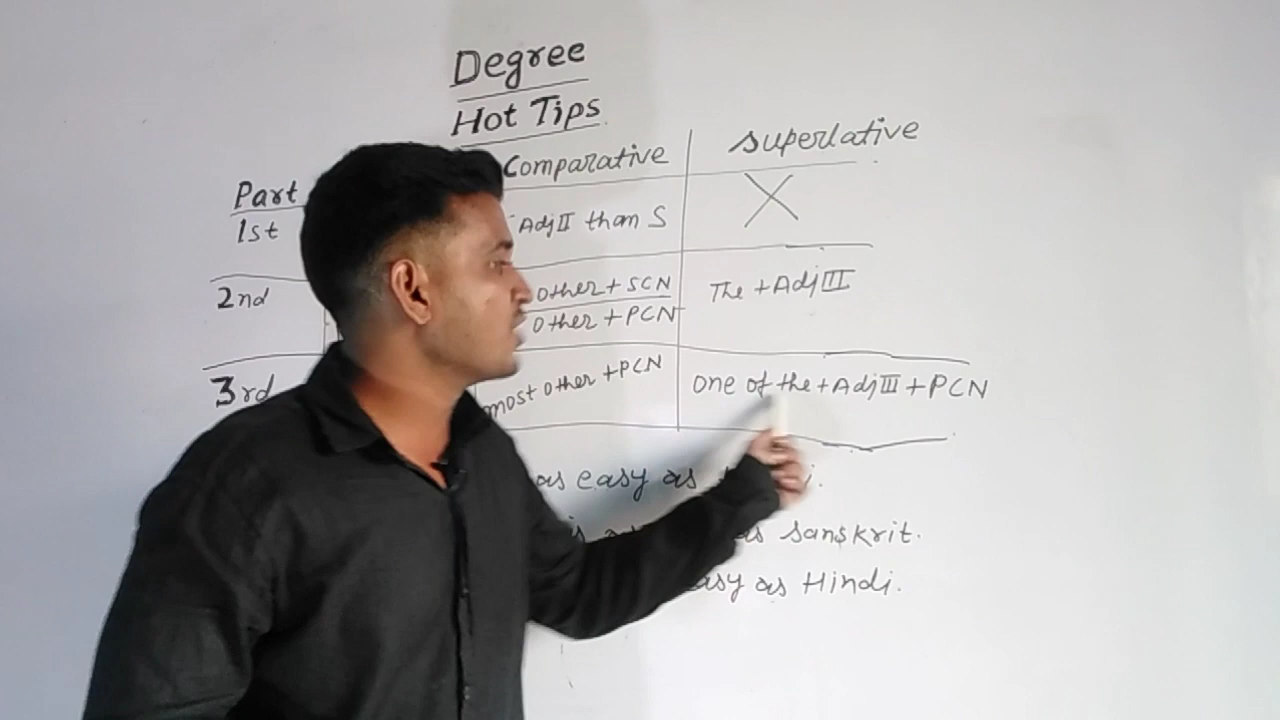 Degree
Hot Tips
Part Comparative Superlative
1st Adj II than S X
2nd other + SCN The + Adj III
other + PCN
3rd most other + PCN one of the + Adj III + PCN
as easy as
as Sanskrit.
as Hindi.